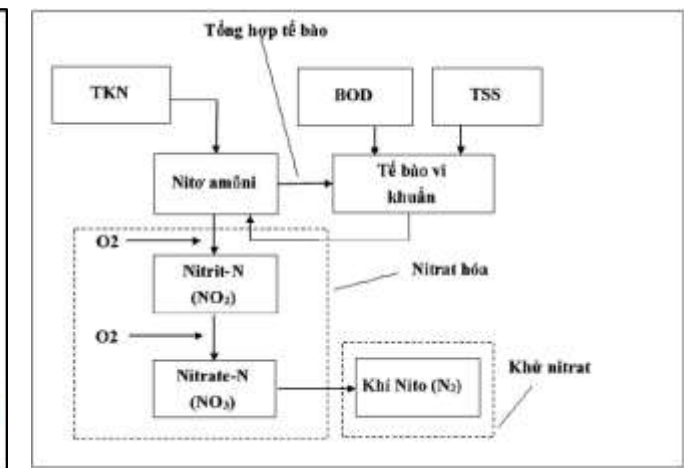 Tổng hợp tế bào
TKN
BOD
TSS
Nitơ amôni
Tế bào vi
khuẩn
O2
Nitrit-N
(NO₂)
Nitrat hóa
O2
Nitrate-N
(NO₃)
Khí Nito (N₂)
Khử nitrat